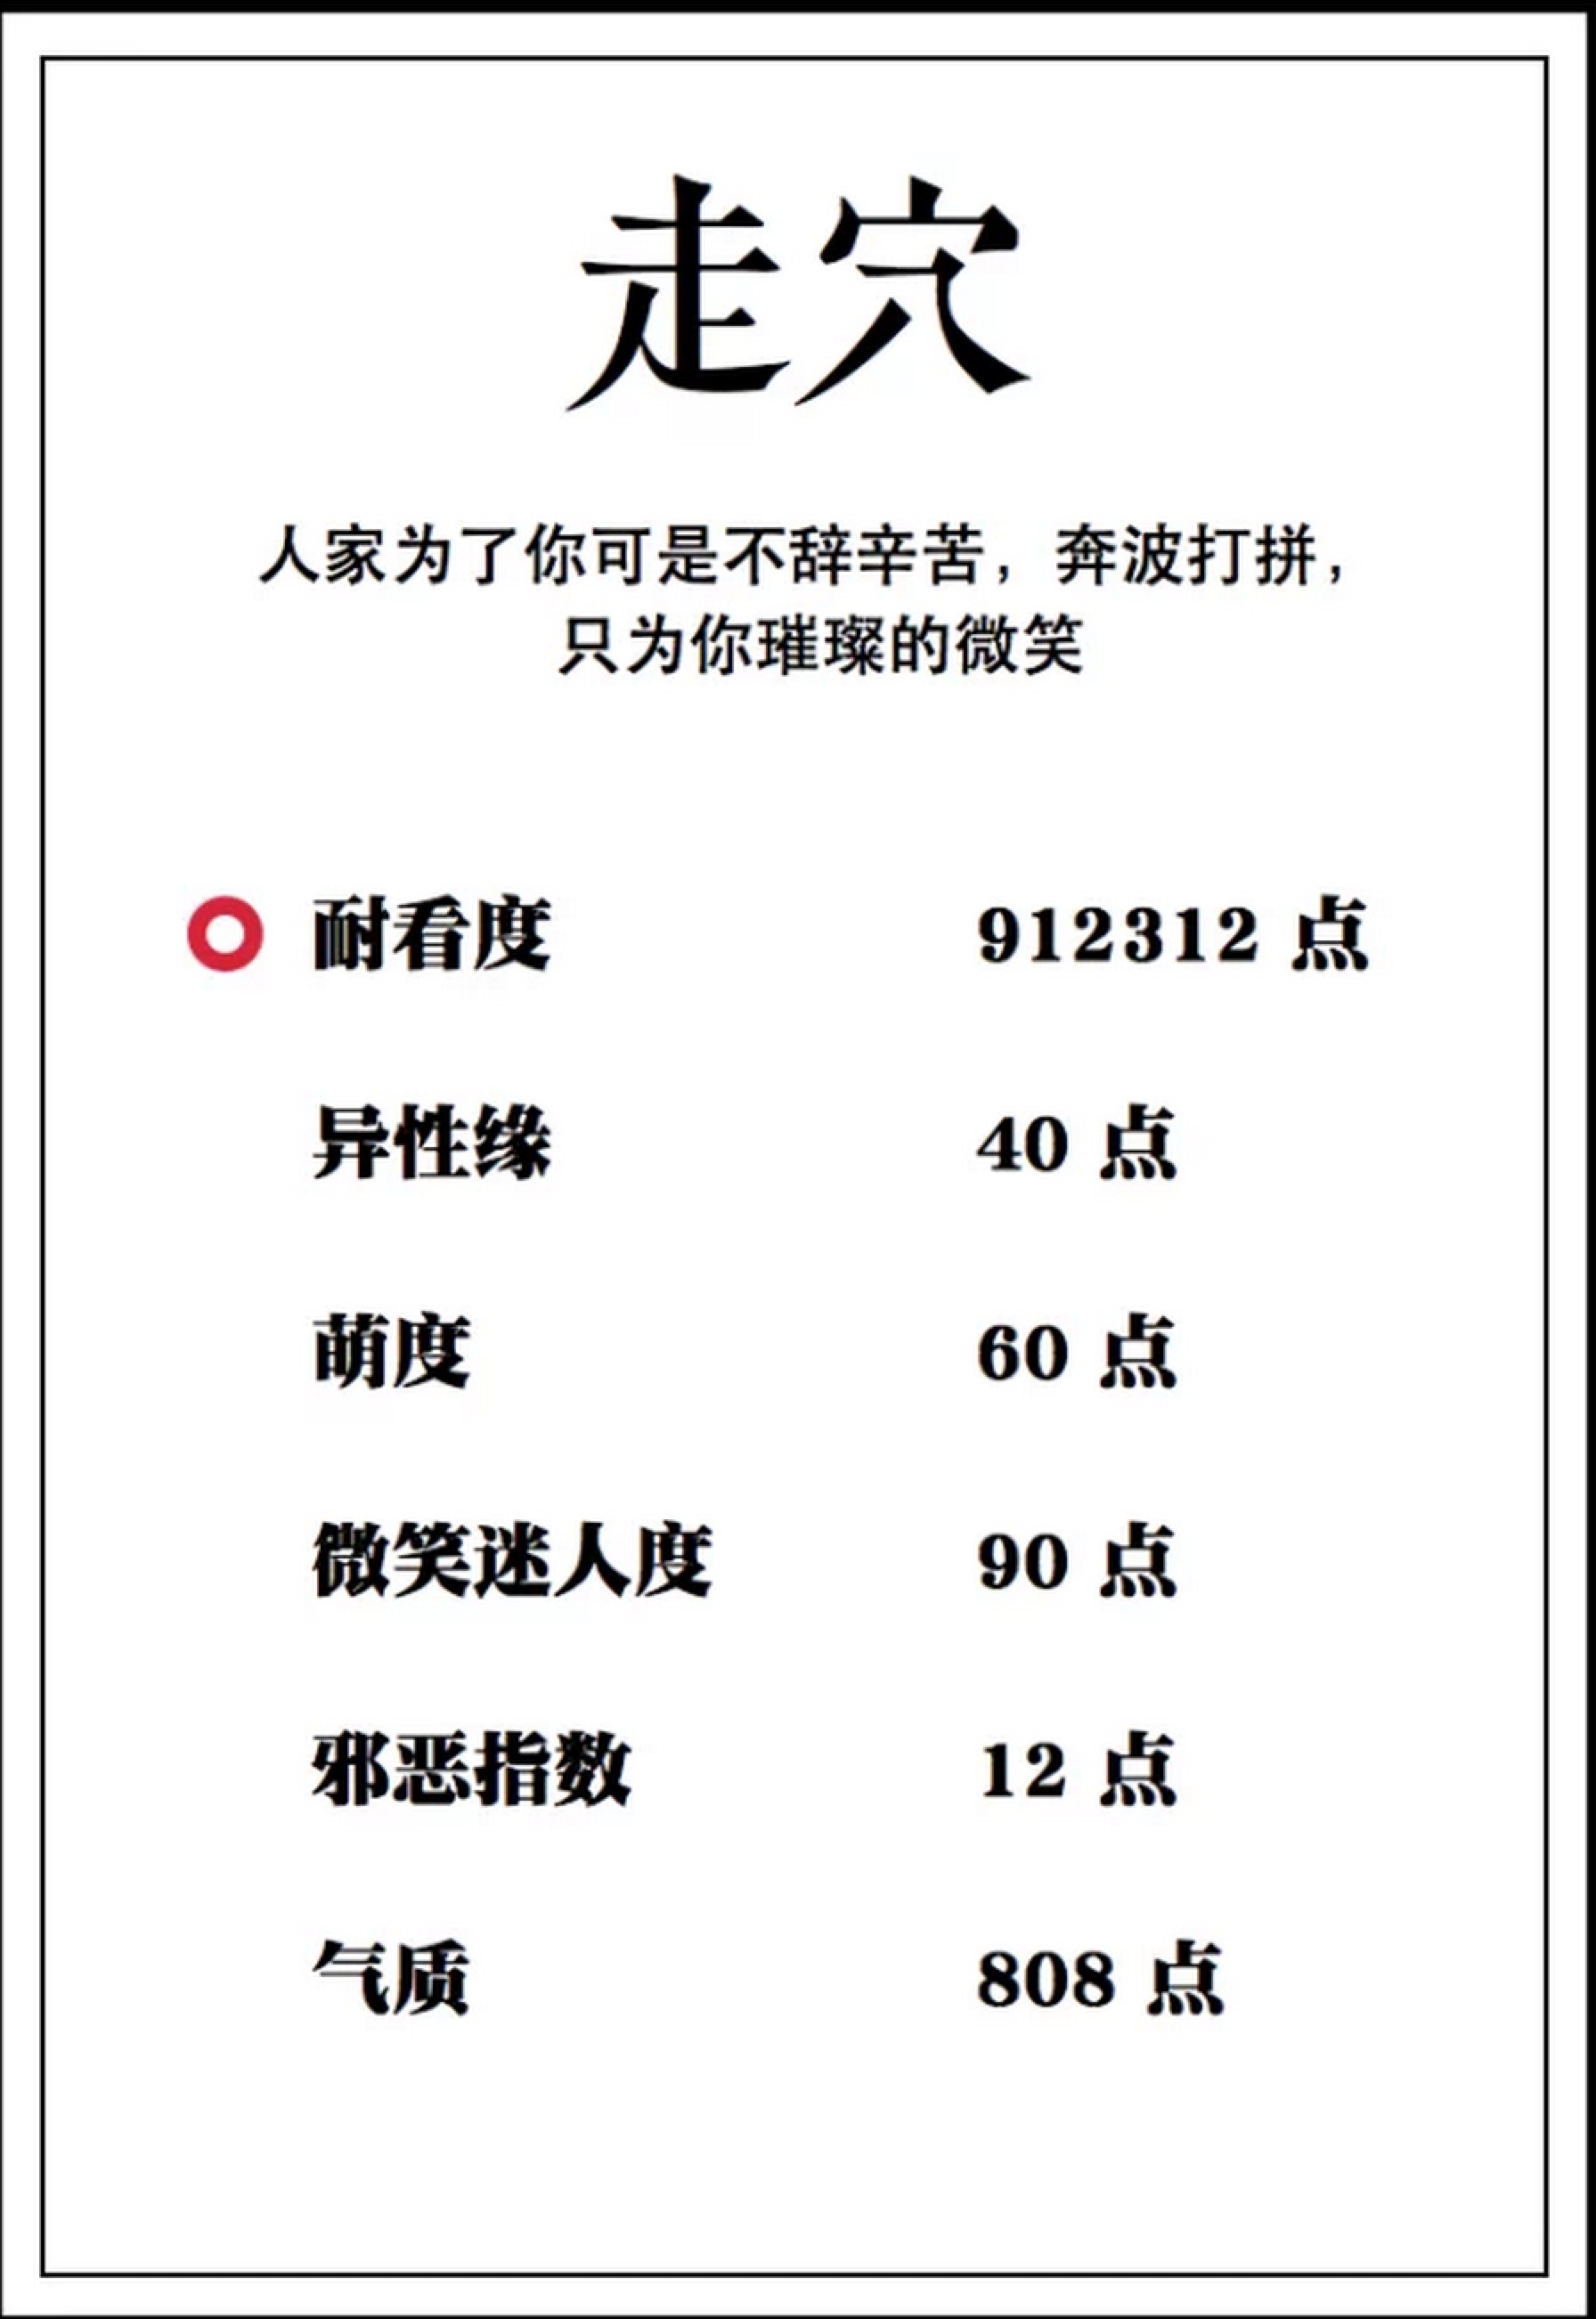 走穴
人家为了你可是不辞辛苦，奔波打拼，
只为你璀璨的微笑
耐看度 912312 点
异性缘 40 点
萌度 60 点
微笑迷人度 90 点
邪恶指数 12 点
气质 808 点